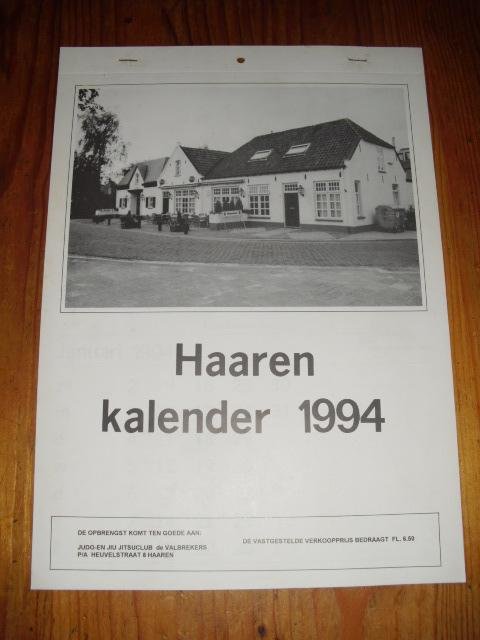 Haaren
kalender 1994
DE OPBRENGST KOMT TEN GOEDE AAN:
JUDO-EN JIU JITSUCLUB de VALBREKERS
P/A HEUVELSTRAAT 8 HAAREN
DE VASTGESTELDE VERKOOPPRIJS BEDRAAGT FL. 6.50